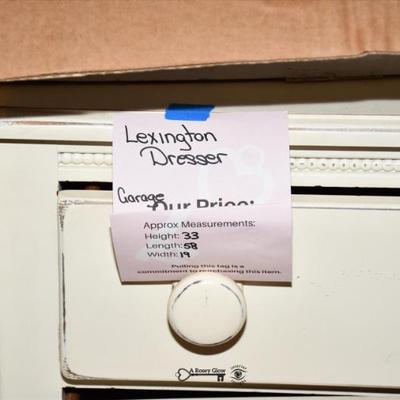 Lexington
Dresser
Garage
Our Price:
Approx Measurements:
Height: 33
Length: 58
Width: 19
Pulling this tag is a
commitment to purchasing this item.
A Rosey Glow